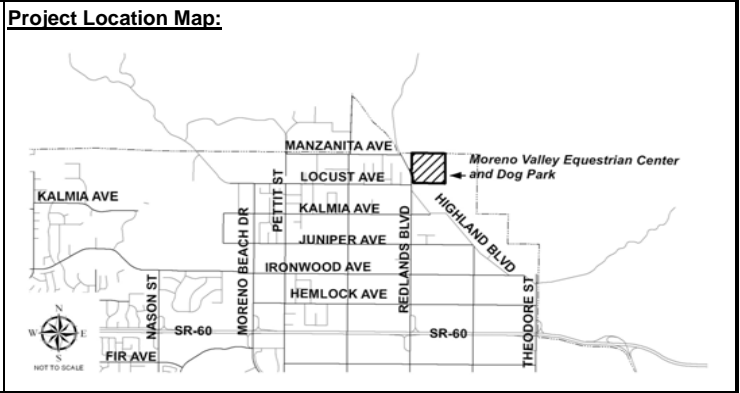 Project Location Map:
MANZANITA AVE
Moreno Valley Equestrian Center
and Dog Park
LOCUST AVE
KALMIA AVE
PETTIT ST
KALMIA AVE
HIGHLAND BLVD
JUNIPER AVE
REDLANDS BLVD
MORENO BEACH DR
IRONWOOD AVE
NASON ST
HEMLOCK AVE
THEODORE ST
N
W
E
S
NOT TO SCALE
SR-60
SR-60
FIR AVE